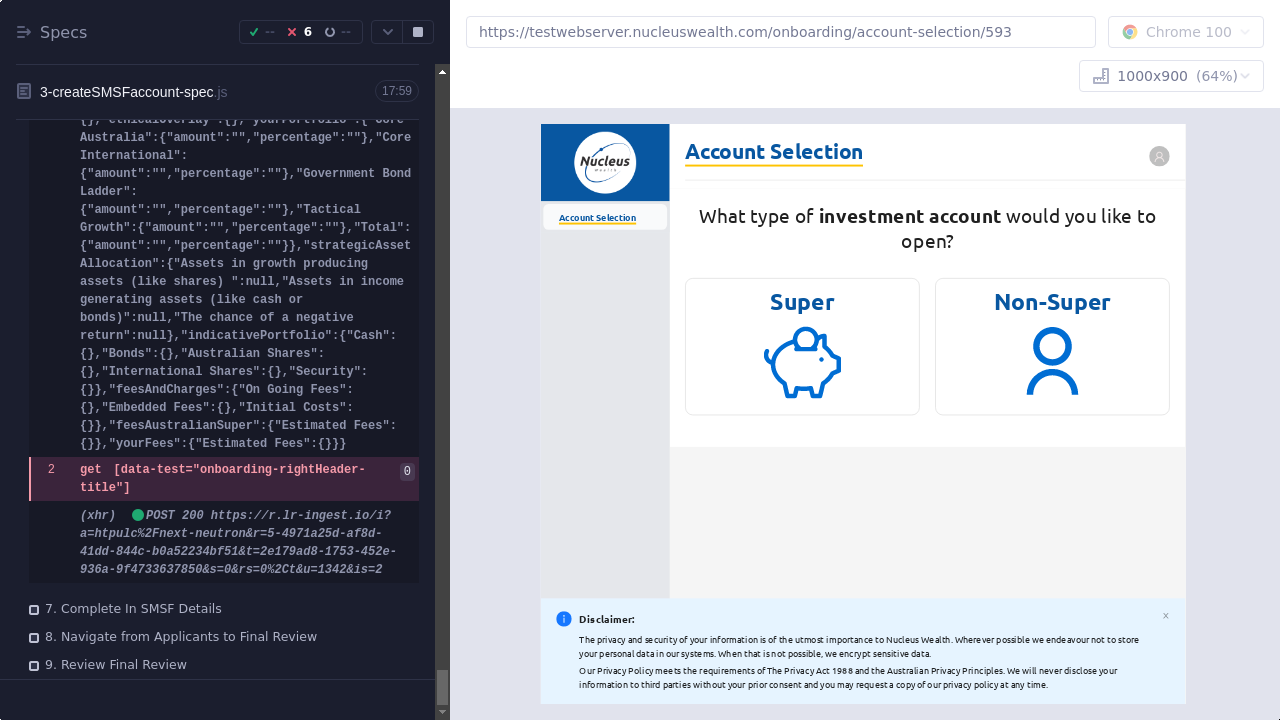 Specs
--
6
--
3-createSMSFaccount-spec.js
17:59
{},"ethicalOverlay":{},"yourPortfolio":{"Core
Australia":{"amount":"","percentage":""},"Core
International":
{"amount":"","percentage":""},"Government Bond
Ladder":
{"amount":"","percentage":""},"Tactical
Growth":{"amount":"","percentage":""},"Total":
{"amount":"","percentage":""}},"strategicAsset
Allocation":{"Assets in growth producing
assets (like shares) ":null,"Assets in income
generating assets (like cash or
bonds)":null,"The chance of a negative
return":null},"indicativePortfolio":{"Cash":
{},"Bonds":{},"Australian Shares":
{},"International Shares":{},"Security":
{}},"feesAndCharges":{"On Going Fees":
{},"Embedded Fees":{},"Initial Costs":
{}},"feesAustralianSuper":{"Estimated Fees":
{}},"yourFees":{"Estimated Fees":{}}}
2 get [data-test="onboarding-rightHeader-
title"]
0
(xhr) POST 200 https://r.lr-ingest.io/i?
a=htpulc%2Fnext-neutron&r=5-4971a25d-af8d-
41dd-844c-b0a52234bf51&t=2e179ad8-1753-452e-
936a-9f4733637850&s=0&rs=0%2Ct&u=1342&is=2
7. Complete In SMSF Details
8. Navigate from Applicants to Final Review
9. Review Final Review
https://testwebserver.nucleuswealth.com/onboarding/account-selection/593
Chrome 100
1000x900 (64%)
Nucleus
Wealth
Account Selection
Account Selection
What type of investment account would you like to
open?
Super
Non-Super
Disclaimer:
×
The privacy and security of your information is of the utmost importance to Nucleus Wealth. Wherever possible we endeavour not to store
your personal data in our systems. When that is not possible, we encrypt sensitive data.
Our Privacy Policy meets the requirements of The Privacy Act 1988 and the Australian Privacy Principles. We will never disclose your
information to third parties without your prior consent and you may request a copy of our privacy policy at any time.